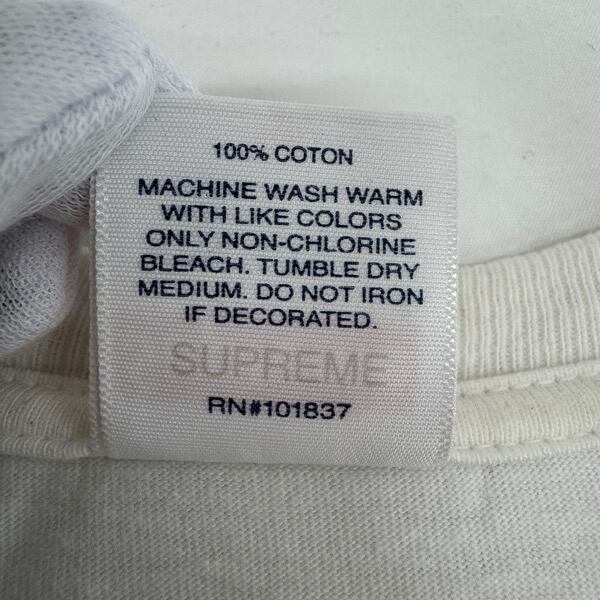 100% COTON
MACHINE WASH WARM
WITH LIKE COLORS
ONLY NON-CHLORINE
BLEACH. TUMBLE DRY
MEDIUM. DO NOT IRON
IF DECORATED.
SUPREME
RN#101837